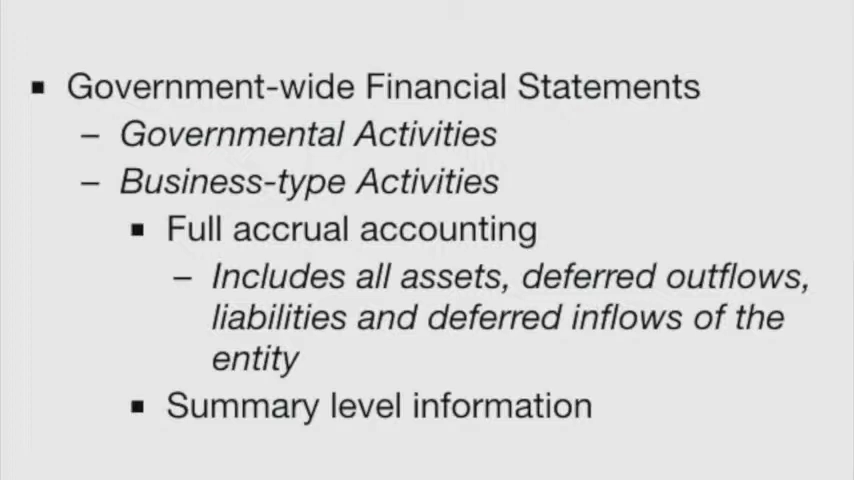 ▪ Government-wide Financial Statements
– Governmental Activities
– Business-type Activities
▪ Full accrual accounting
– Includes all assets, deferred outflows,
liabilities and deferred inflows of the
entity
▪ Summary level information